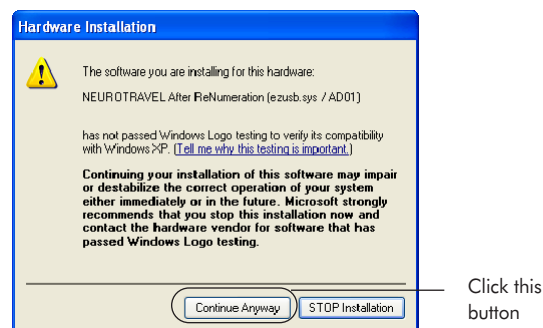 Hardware Installation
The software you are installing for this hardware:
NEUROTRAVEL After ReNumeration (ezusb.sys / AD01)
has not passed Windows Logo testing to verify its compatibility
with Windows XP. (Tell me why this testing is important.)
Continuing your installation of this software may impair
or destabilize the correct operation of your system
either immediately or in the future. Microsoft strongly
recommends that you stop this installation now and
contact the hardware vendor for software that has
passed Windows Logo testing.
Continue Anyway
STOP Installation
Click this
button